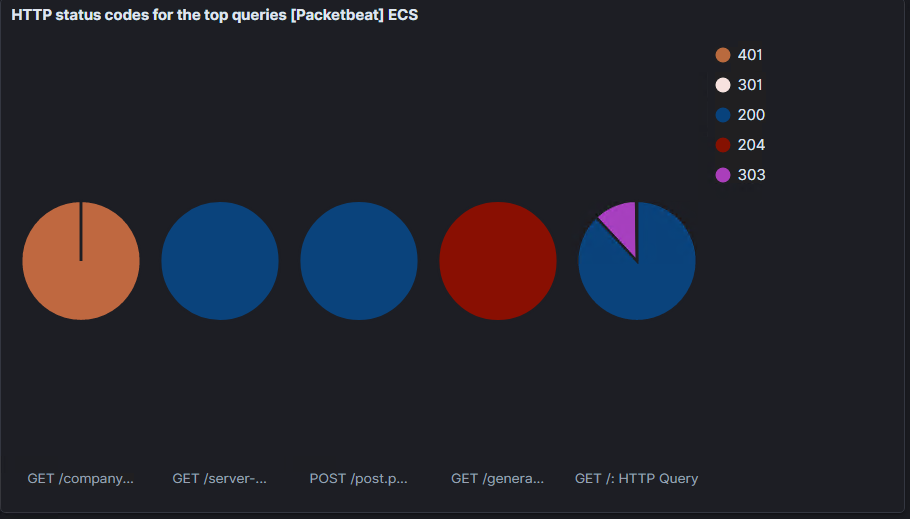 HTTP status codes for the top queries [Packetbeat] ECS
401
301
200
204
303
GET /company...
GET /server-...
POST /post.p...
GET /genera...
GET /: HTTP Query